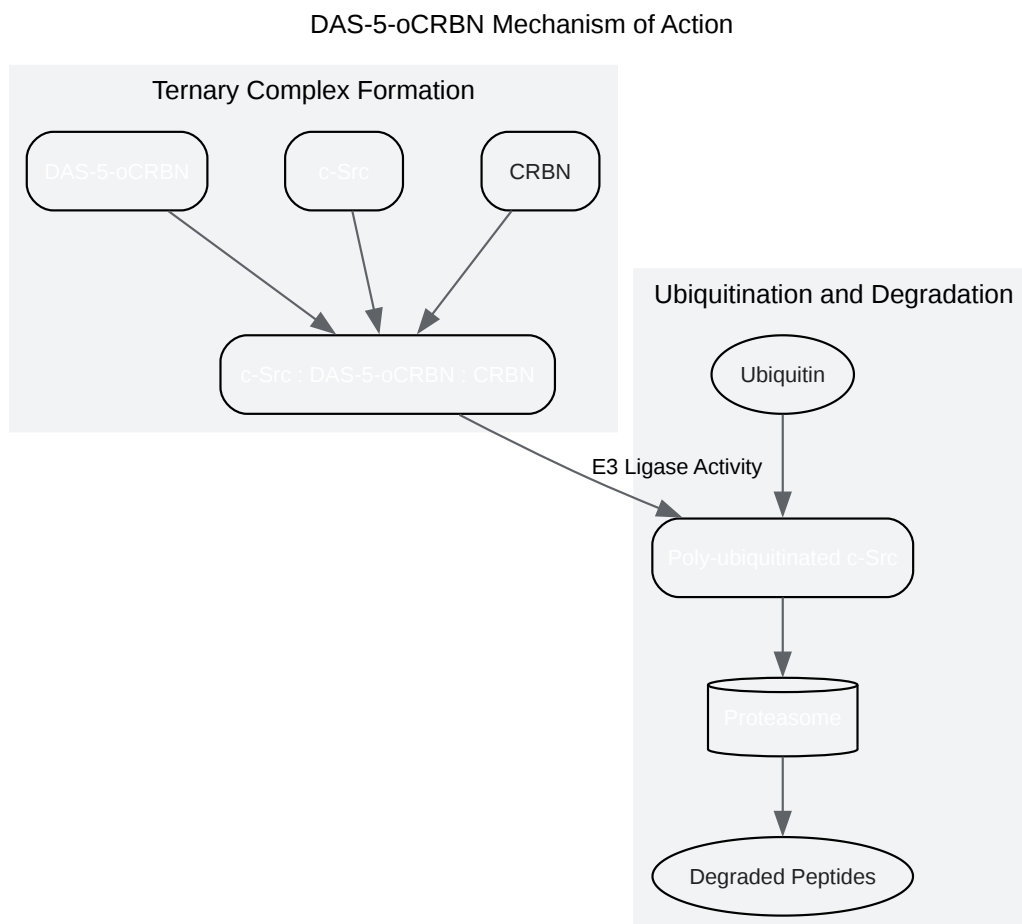 DAS-5-oCRBN Mechanism of Action
Ternary Complex Formation
DAS-5-oCRBN
c-Src
CRBN
c-Src : DAS-5-oCRBN : CRBN
Ubiquitination and Degradation
Ubiquitin
E3 Ligase Activity
Poly-ubiquitinated c-Src
Proteasome
Degraded Peptides